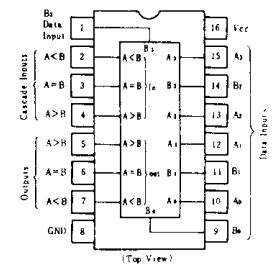 B₃
Data
Input
1
16
Vcc
B₃
A<B
2
A<B
A₃
15
A₃
A=B
3
A=B
In
B₂
14
B₂
A>B
4
A>B
A₂
13
A₂
Cascade Inputs
A>B
5
A>B
A₁
12
A₁
A=B
6
A=B
out
B₁
11
B₁
A<B
7
A<B
A₀
10
A₀
Outputs
B₀
GND
8
9
B₀
Data Inputs
(Top View)